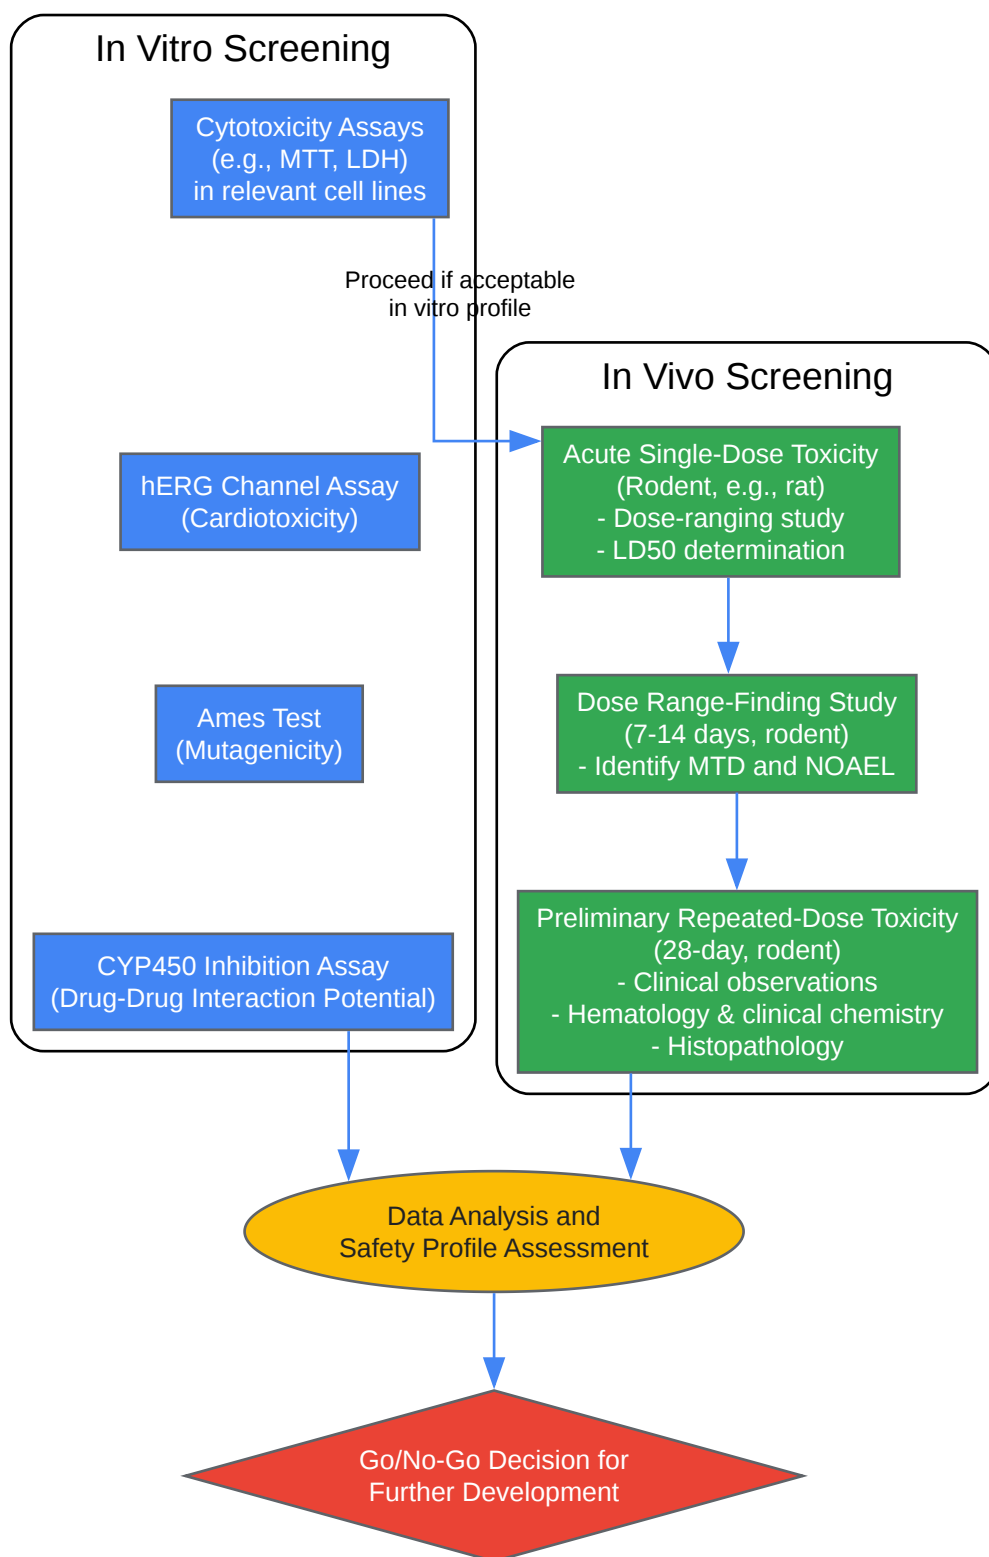 In Vitro Screening
Cytotoxicity Assays
(e.g., MTT, LDH)
in relevant cell lines
Proceed if acceptable
in vitro profile
hERG Channel Assay
(Cardiotoxicity)
Ames Test
(Mutagenicity)
CYP450 Inhibition Assay
(Drug-Drug Interaction Potential)
In Vivo Screening
Acute Single-Dose Toxicity
(Rodent, e.g., rat)
- Dose-ranging study
- LD50 determination
Dose Range-Finding Study
(7-14 days, rodent)
- Identify MTD and NOAEL
Preliminary Repeated-Dose Toxicity
(28-day, rodent)
- Clinical observations
- Hematology & clinical chemistry
- Histopathology
Data Analysis and
Safety Profile Assessment
Go/No-Go Decision for
Further Development